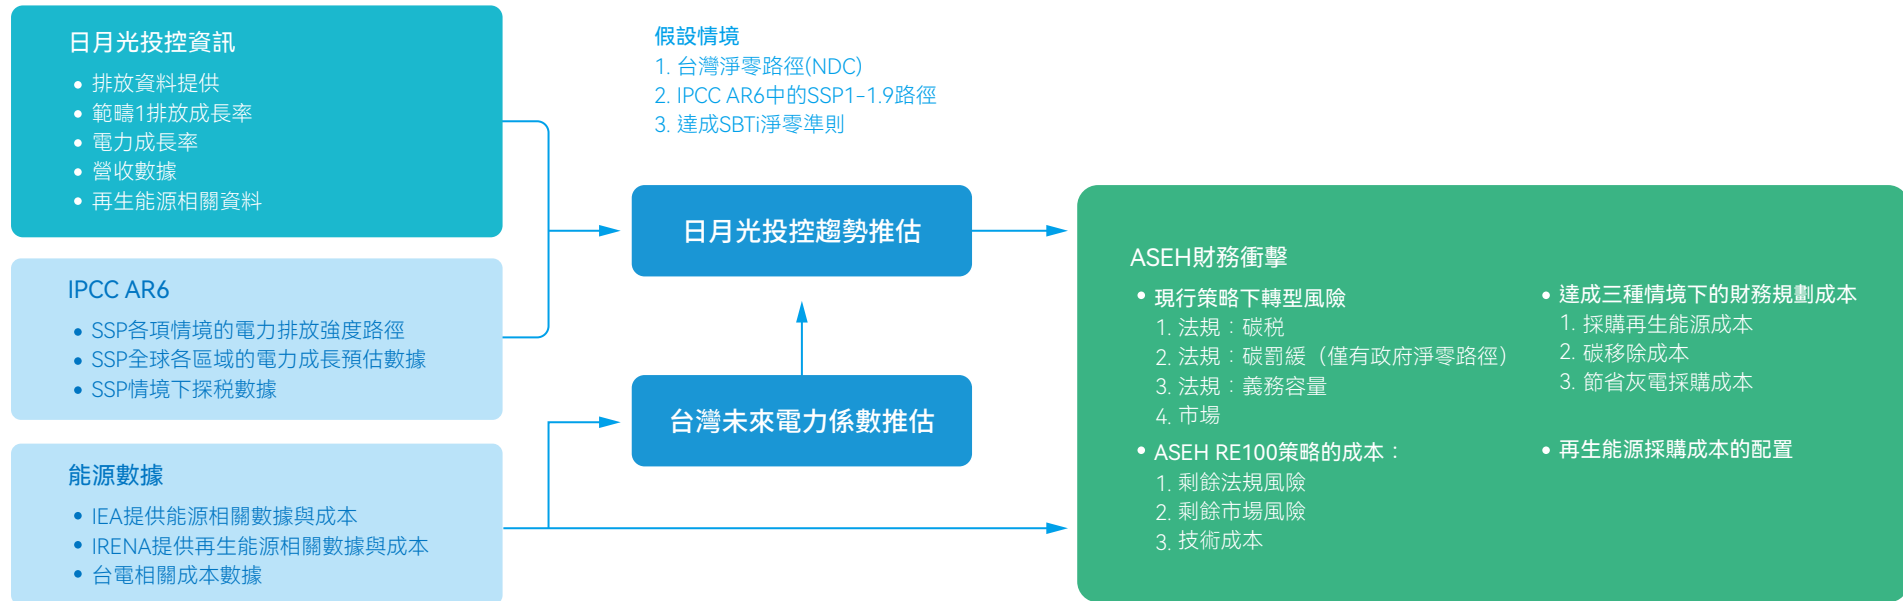 日月光投控資訊
• 排放資料提供
• 範疇1排放成長率
• 電力成長率
• 營收數據
• 再生能源相關資料
IPCC AR6
• SSP各項情境的電力排放強度路徑
• SSP全球各區域的電力成長預估數據
• SSP情境下探税數據
能源數據
• IEA提供能源相關數據與成本
• IRENA提供再生能源相關數據與成本
• 台電相關成本數據
假設情境
1. 台灣淨零路徑(NDC)
2. IPCC AR6中的SSP1-1.9路徑
3. 達成SBTi淨零準則
日月光投控趨勢推估
台灣未來電力係數推估
ASEH財務衝擊
• 現行策略下轉型風險
1. 法規：碳税
2. 法規：碳罰緩（僅有政府淨零路徑）
3. 法規：義務容量
4. 市場
• ASEH RE100策略的成本：
1. 剩餘法規風險
2. 剩餘市場風險
3. 技術成本
• 達成三種情境下的財務規劃成本
1. 採購再生能源成本
2. 碳移除成本
3. 節省灰電採購成本
• 再生能源採購成本的配置